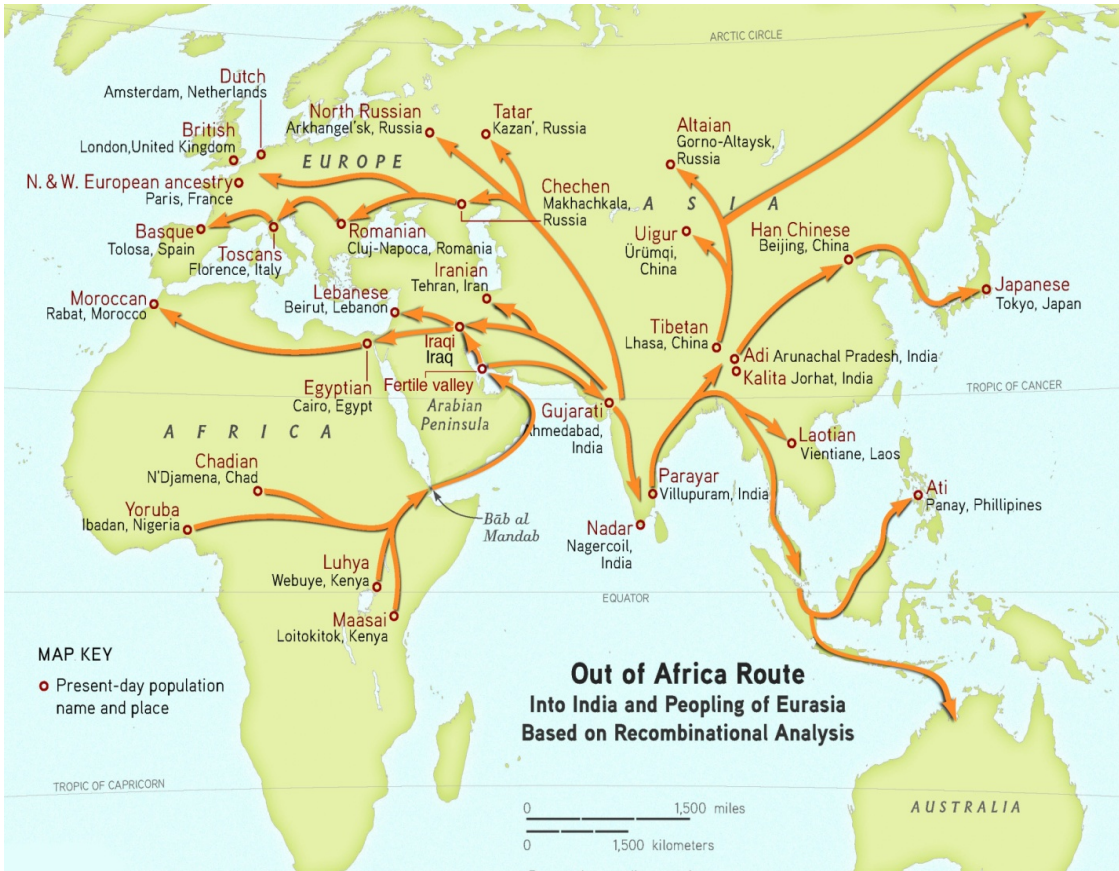 ARCTIC CIRCLE
Dutch
Amsterdam, Netherlands
British
London,United Kingdom
N. & W. European ancestry
Paris, France
Basque
Tolosa, Spain
Toscans
Florence, Italy
EUROPE
North Russian
Arkhangel'sk, Russia
Tatar
Kazan', Russia
Chechen
Makhachkala,
Russia
Romanian
Cluj-Napoca, Romania
Altaian
Gorno-Altaysk,
Russia
ASIA
Uigur
Ürümqi,
China
Han Chinese
Beijing, China
Japanese
Tokyo, Japan
Moroccan
Rabat, Morocco
Lebanese
Beirut, Lebanon
Iranian
Tehran, Iran
Iraqi
Iraq
Fertile valley
Egyptian
Cairo, Egypt
Arabian
Peninsula
Tibetan
Lhasa, China
Adi Arunachal Pradesh, India
Kalita Jorhat, India
TROPIC OF CANCER
Gujarati
Ahmedabad,
India
AFRICA
Chadian
N'Djamena, Chad
Yoruba
Ibadan, Nigeria
Bāb al
Mandab
Parayar
Villupuram, India
Nadar
Nagercoil,
India
Laotian
Vientiane, Laos
Ati
Panay, Phillipines
Luhya
Webuye, Kenya
Maasai
Loitokitok, Kenya
EQUATOR
MAP KEY
Present-day population
name and place
Out of Africa Route
Into India and Peopling of Eurasia
Based on Recombinational Analysis
TROPIC OF CAPRICORN
AUSTRALIA
0 1,500 miles
0 1,500 kilometers